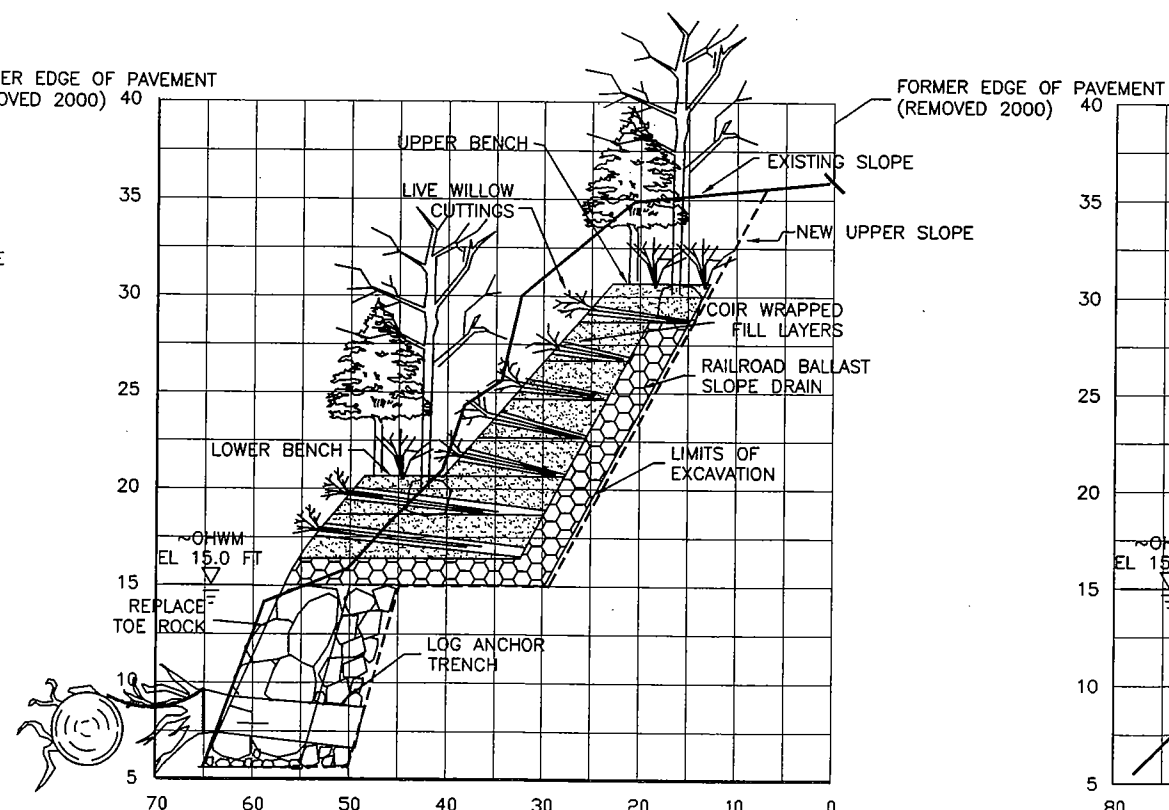 ER EDGE OF PAVEMENT
OVED 2000)
40
FORMER EDGE OF PAVEMENT
(REMOVED 2000)
40
UPPER BENCH
EXISTING SLOPE
35
LIVE WILLOW
CUTTINGS
35
NEW UPPER SLOPE
E
30
COIR WRAPPED
FILL LAYERS
30
RAILROAD BALLAST
SLOPE DRAIN
25
25
LOWER BENCH
LIMITS OF
EXCAVATION
20
20
~OHWM
EL 15.0 FT
~OH
EL 15
15
15
REPLACE
TOE ROCK
LOG ANCHOR
TRENCH
10
10
5
5
70 60 50 40 30 20 10 0
80